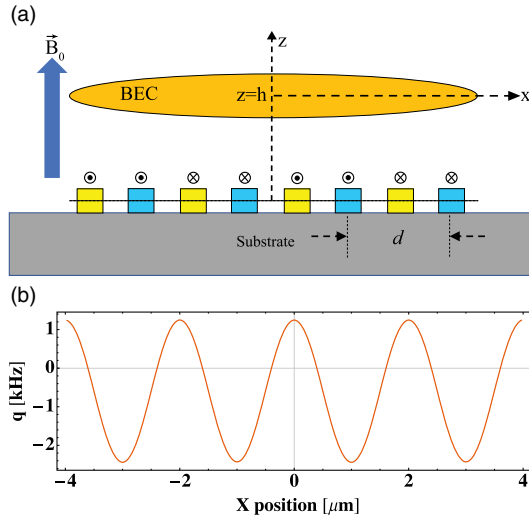 (a)
z
B⃗₀
BEC
z=h
x
⊙ ⊙ ⊗ ⊗ ⊙ ⊙ ⊗ ⊗
Substrate
d
(b)
q [kHz]
1
0
−1
−2
−4 −2 0 2 4
X position [μm]